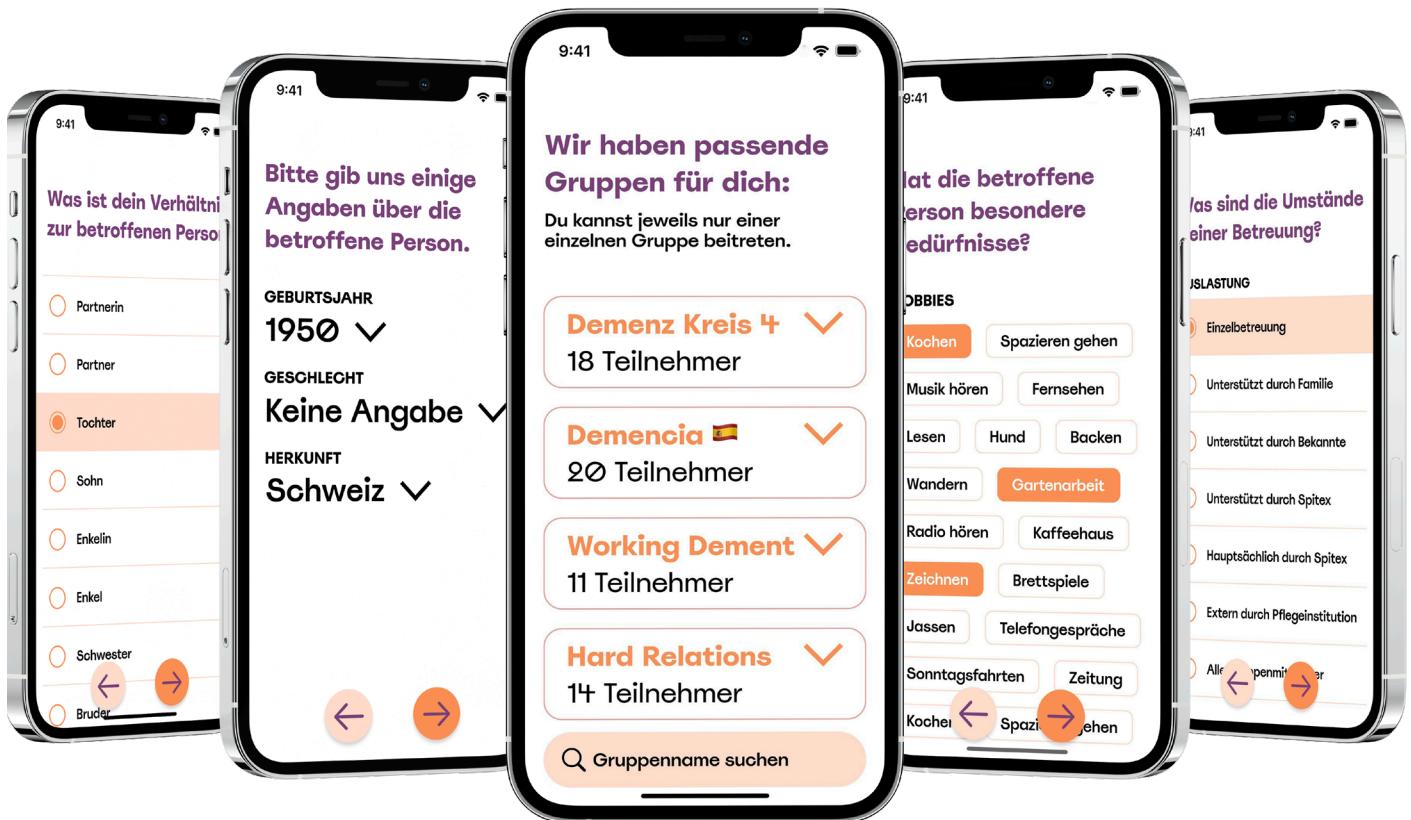 9:41
Was ist dein Verhältni
zur betroffenen Perso
Partnerin
Partner
Tochter
Sohn
Enkelin
Enkel
Schwester
Bruder
9:41
Bitte gib uns einige
Angaben über die
betroffene Person.
GEBURTSJAHR
1950
GESCHLECHT
Keine Angabe
HERKUNFT
Schweiz
9:41
Wir haben passende
Gruppen für dich:
Du kannst jeweils nur einer
einzelnen Gruppe beitreten.
Demenz Kreis 4
18 Teilnehmer
Demencia 🇪🇸
20 Teilnehmer
Working Dement
11 Teilnehmer
Hard Relations
14 Teilnehmer
Gruppenname suchen
9:41
at die betroffene
erson besondere
edürfnisse?
OBBIES
Kochen Spazieren gehen
Musik hören Fernsehen
Lesen Hund Backen
Wandern Gartenarbeit
Radio hören Kaffeehaus
Zeichnen Brettspiele
Jassen Telefongespräche
Sonntagsfahrten Zeitung
Kochen Spazi gehen
:41
as sind die Umstände
einer Betreuung?
USLASTUNG
Einzelbetreuung
Unterstützt durch Familie
Unterstützt durch Bekannte
Unterstützt durch Spitex
Hauptsächlich durch Spitex
Extern durch Pflegeinstitution